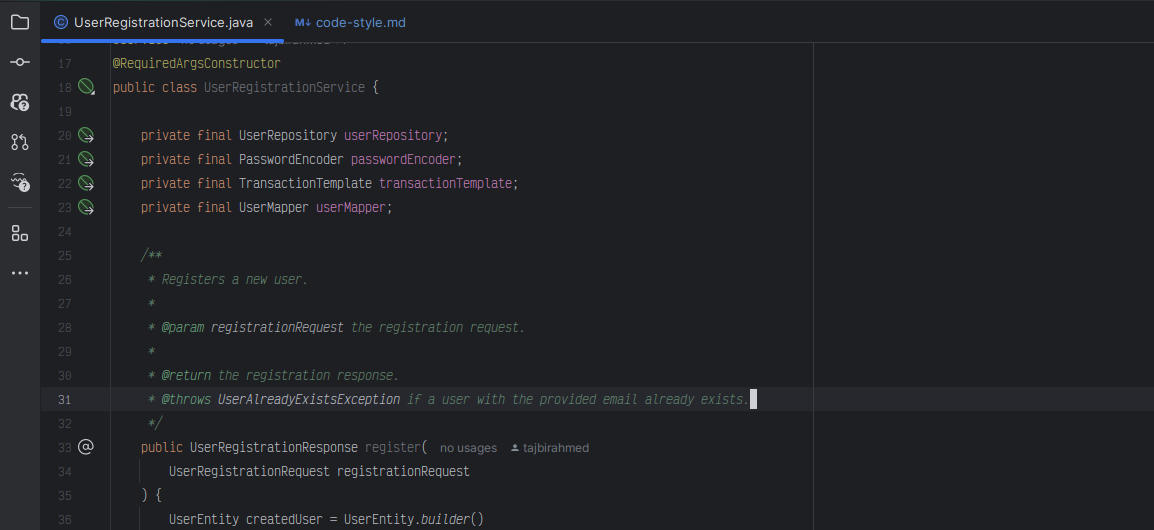 UserRegistrationService.java
M↓ code-style.md
17 @RequiredArgsConstructor
18 public class UserRegistrationService {
19
20 private final UserRepository userRepository;
21 private final PasswordEncoder passwordEncoder;
22 private final TransactionTemplate transactionTemplate;
23 private final UserMapper userMapper;
24
25 /**
26 * Registers a new user.
27 *
28 * @param registrationRequest the registration request.
29 *
30 * @return the registration response.
31 * @throws UserAlreadyExistsException if a user with the provided email already exists.
32 */
33 public UserRegistrationResponse register( no usages tajbirahmed
34 UserRegistrationRequest registrationRequest
35 ) {
36 UserEntity createdUser = UserEntity.builder()